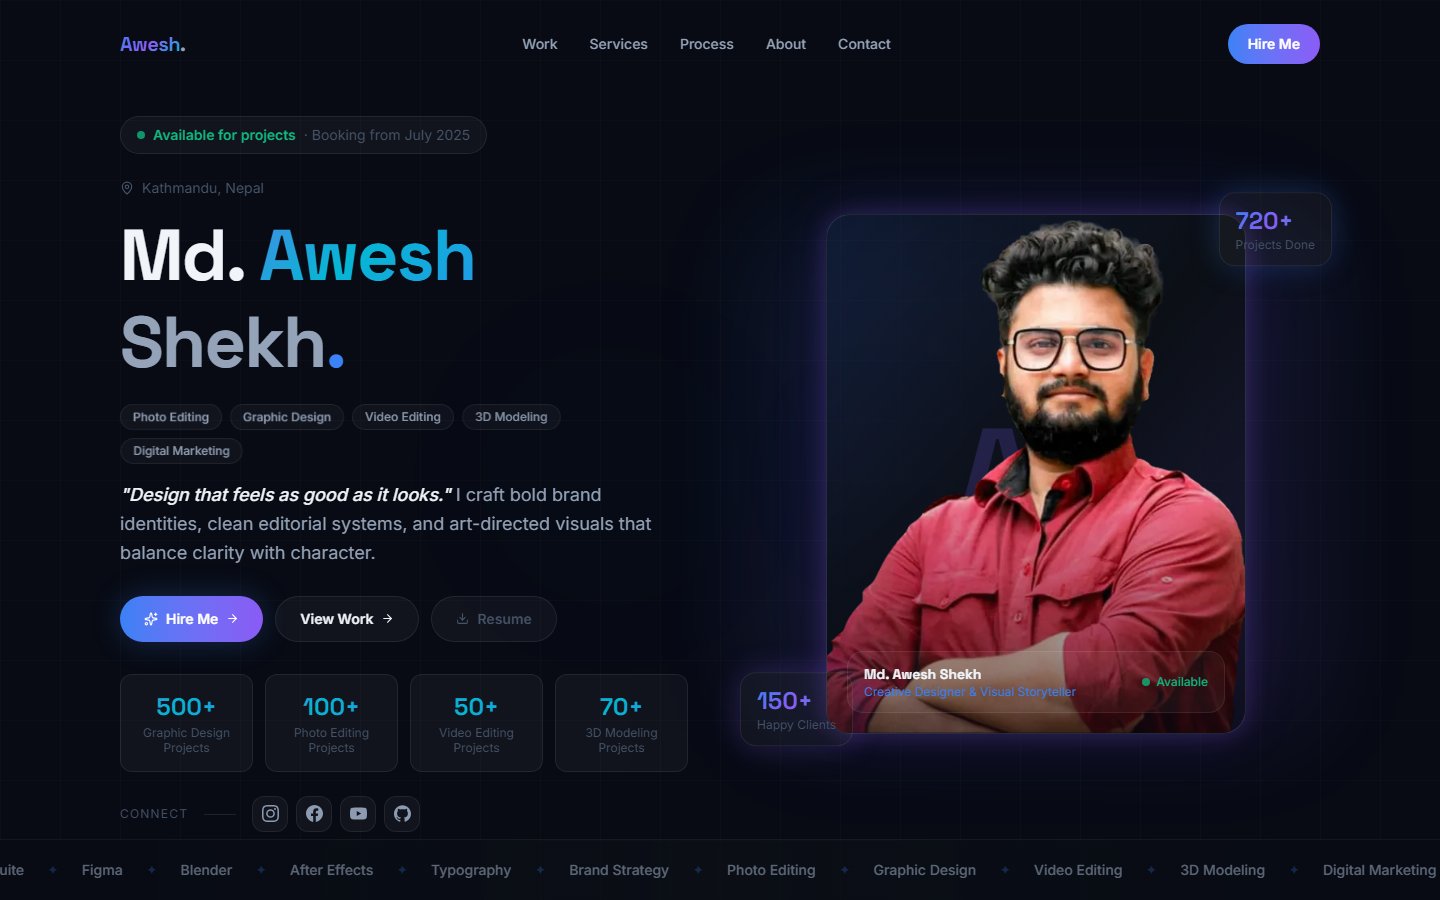 Awesh.
Work
Services
Process
About
Contact
Hire Me
Available for projects · Booking from July 2025
Kathmandu, Nepal
Md. Awesh
Shekh.
Photo Editing
Graphic Design
Video Editing
3D Modeling
Digital Marketing
"Design that feels as good as it looks." I craft bold brand
identities, clean editorial systems, and art-directed visuals that
balance clarity with character.
Hire Me →
View Work →
Resume
500+
Graphic Design
Projects
100+
Photo Editing
Projects
50+
Video Editing
Projects
70+
3D Modeling
Projects
CONNECT
720+
Projects Done
A
Md. Awesh Shekh
Creative Designer & Visual Storyteller
Available
150+
Happy Clients
uite ✦ Figma ✦ Blender ✦ After Effects ✦ Typography ✦ Brand Strategy ✦ Photo Editing ✦ Graphic Design ✦ Video Editing ✦ 3D Modeling ✦ Digital Marketing